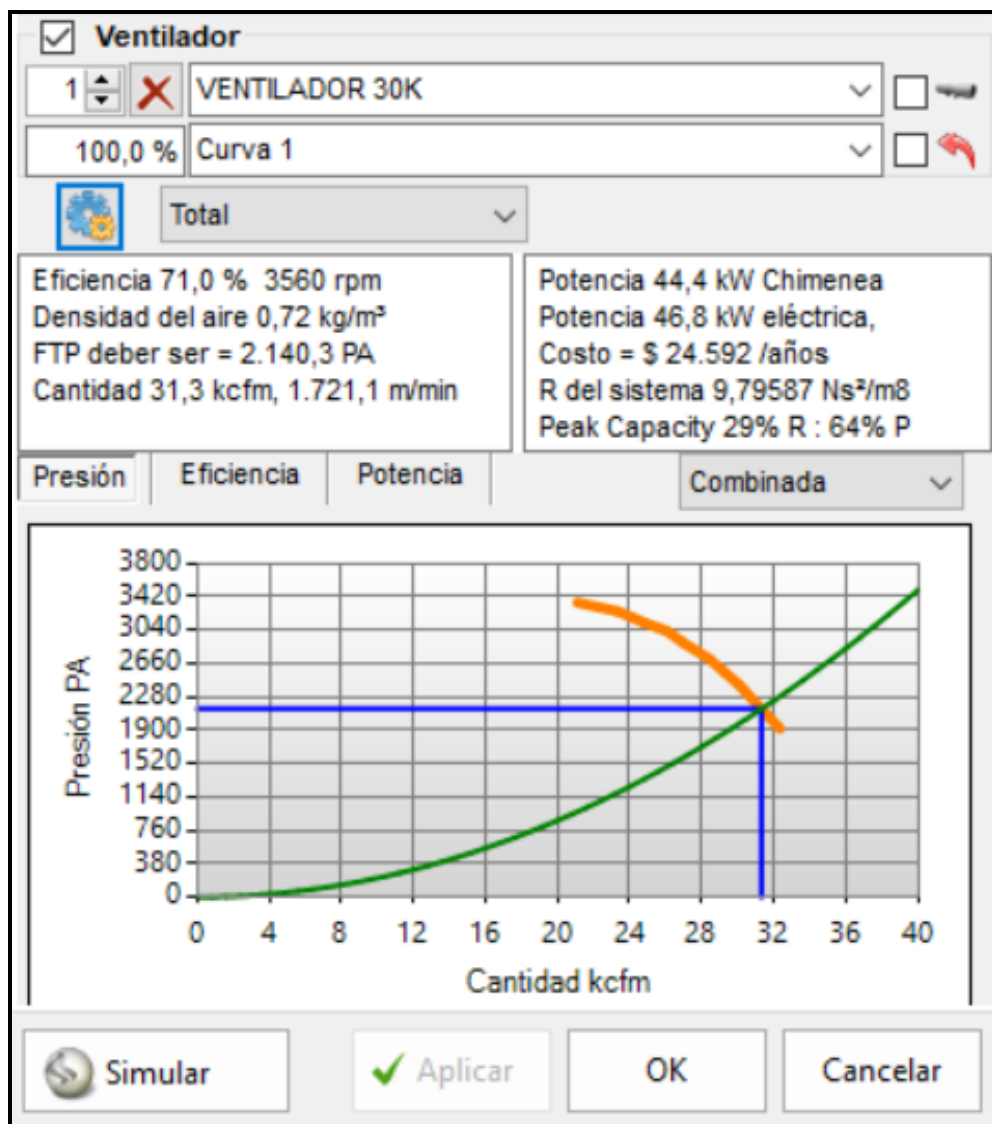 Ventilador
1 VENTILADOR 30K
100,0 % Curva 1
Total
Eficiencia 71,0 % 3560 rpm
Densidad del aire 0,72 kg/m³
FTP deber ser = 2.140,3 PA
Cantidad 31,3 kcfm, 1.721,1 m/min
Potencia 44,4 kW Chimenea
Potencia 46,8 kW eléctrica,
Costo = $ 24.592 /años
R del sistema 9,79587 Ns²/m8
Peak Capacity 29% R : 64% P
Presión Eficiencia Potencia Combinada
Presión PA
3800
3420
3040
2660
2280
1900
1520
1140
760
380
0
0 4 8 12 16 20 24 28 32 36 40
Cantidad kcfm
Simular Aplicar OK Cancelar